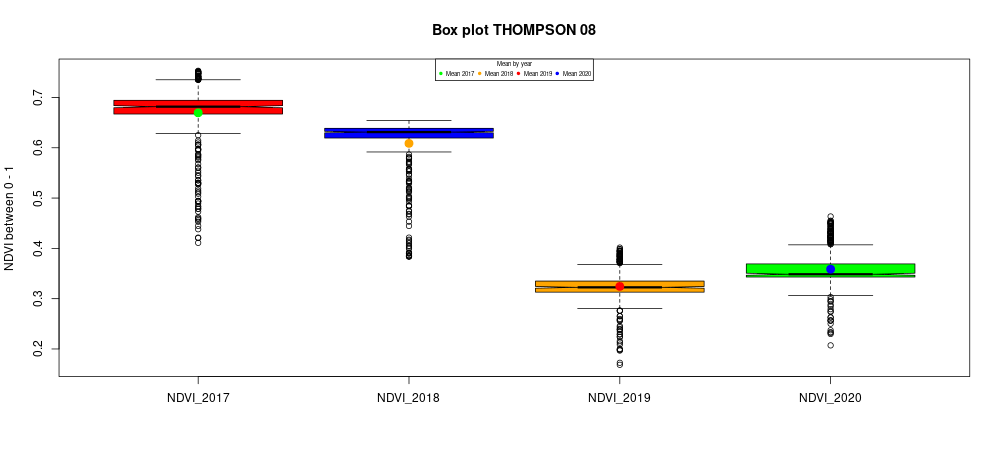 Box plot THOMPSON 08
Mean by year
Mean 2017 Mean 2018 Mean 2019 Mean 2020
NDVI between 0 - 1
0.7
0.6
0.5
0.4
0.3
0.2
NDVI_2017 NDVI_2018 NDVI_2019 NDVI_2020